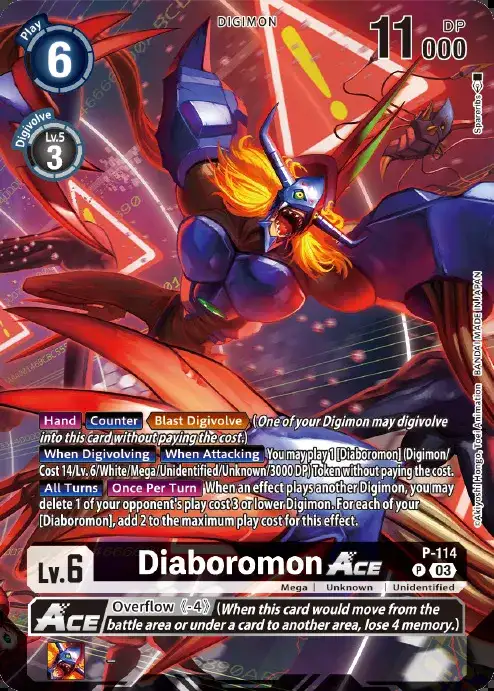 Play
6
DIGIMON
11000
DP
Digivolve
Lv.5
3
Spareribs
©Akiyoshi Hongo, Toei Animation BANDAI MADE IN JAPAN
Hand Counter Blast Digivolve (One of your Digimon may digivolve
into this card without paying the cost.)
When Digivolving When Attacking You may play 1 [Diaboromon] (Digimon/
Cost 14/Lv. 6/White/Mega/Unidentified/Unknown/3000 DP) Token without paying the cost.
All Turns Once Per Turn When an effect plays another Digimon, you may
delete 1 of your opponent's play cost 3 or lower Digimon. For each of your
[Diaboromon], add 2 to the maximum play cost for this effect.
Lv.6
Diaboromon ACE
P-114
P 03
Mega | Unknown | Unidentified
ACE Overflow 《-4》 (When this card would move from the
battle area or under a card to another area, lose 4 memory.)
-